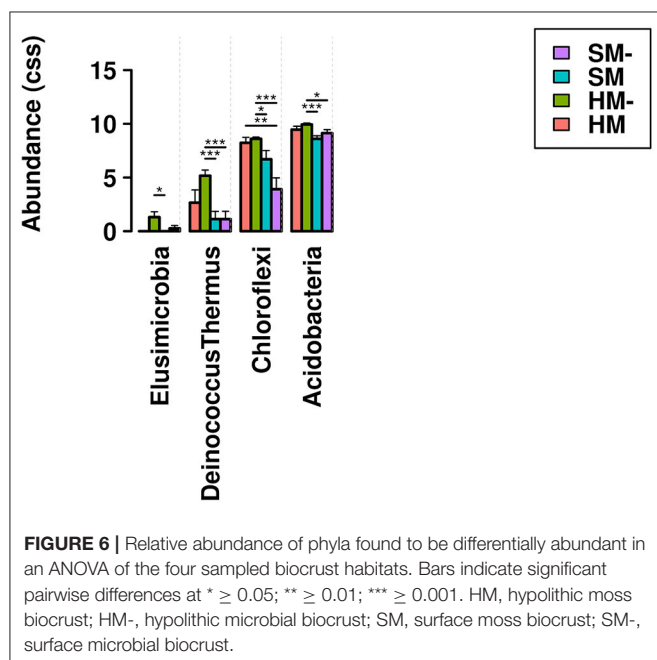 Abundance (css)
15
10
5
0
*
***
***
***
*
**
*
***
Elusimicrobia
DeinococcusThermus
Chloroflexi
Acidobacteria
SM-
SM
HM-
HM
FIGURE 6 | Relative abundance of phyla found to be differentially abundant in
an ANOVA of the four sampled biocrust habitats. Bars indicate significant
pairwise differences at * ≥ 0.05; ** ≥ 0.01; *** ≥ 0.001. HM, hypolithic moss
biocrust; HM-, hypolithic microbial biocrust; SM, surface moss biocrust; SM-,
surface microbial biocrust.